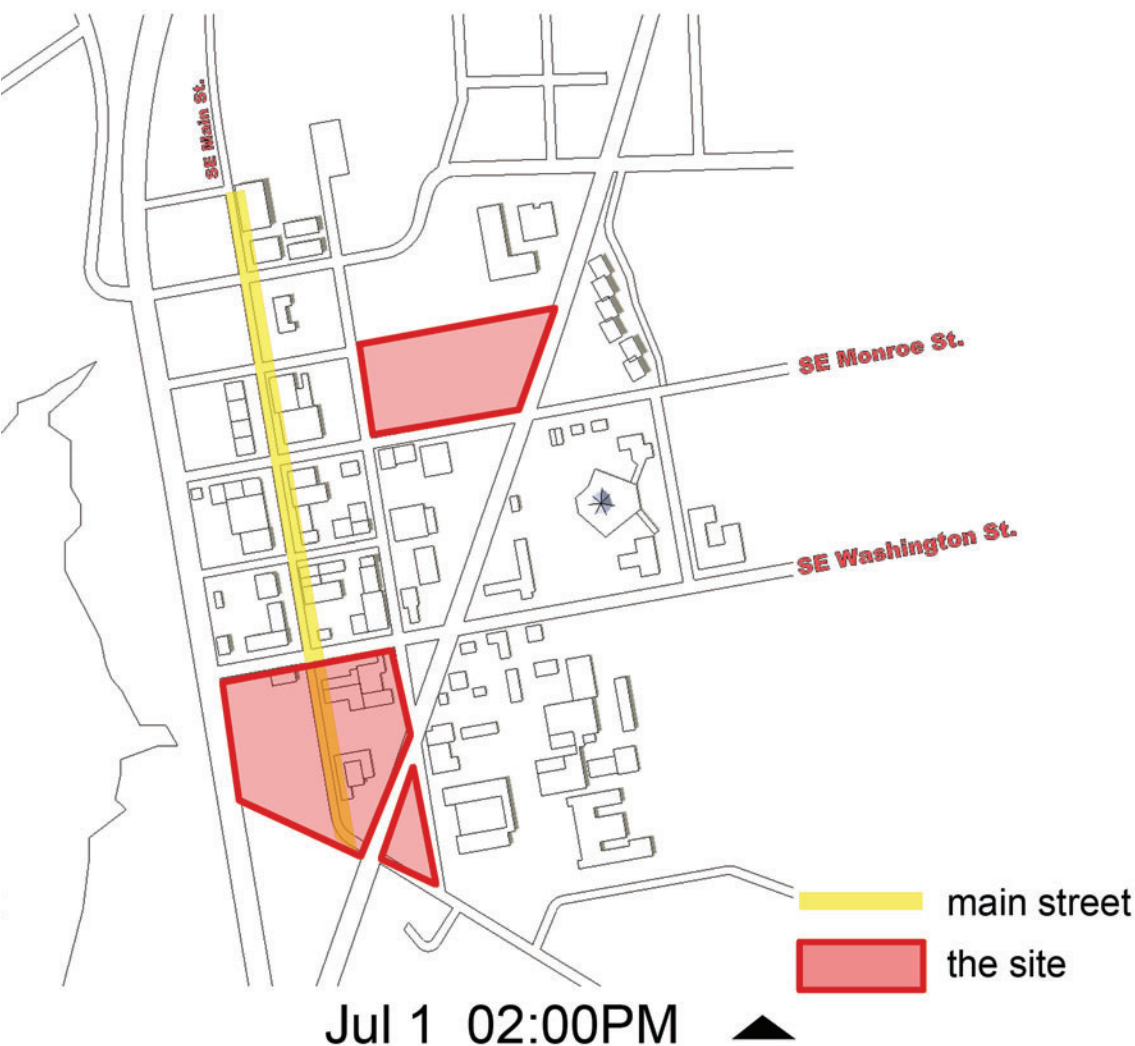 SE Main St.
SE Monroe St.
SE Washington St.
main street
the site
Jul 1 02:00PM